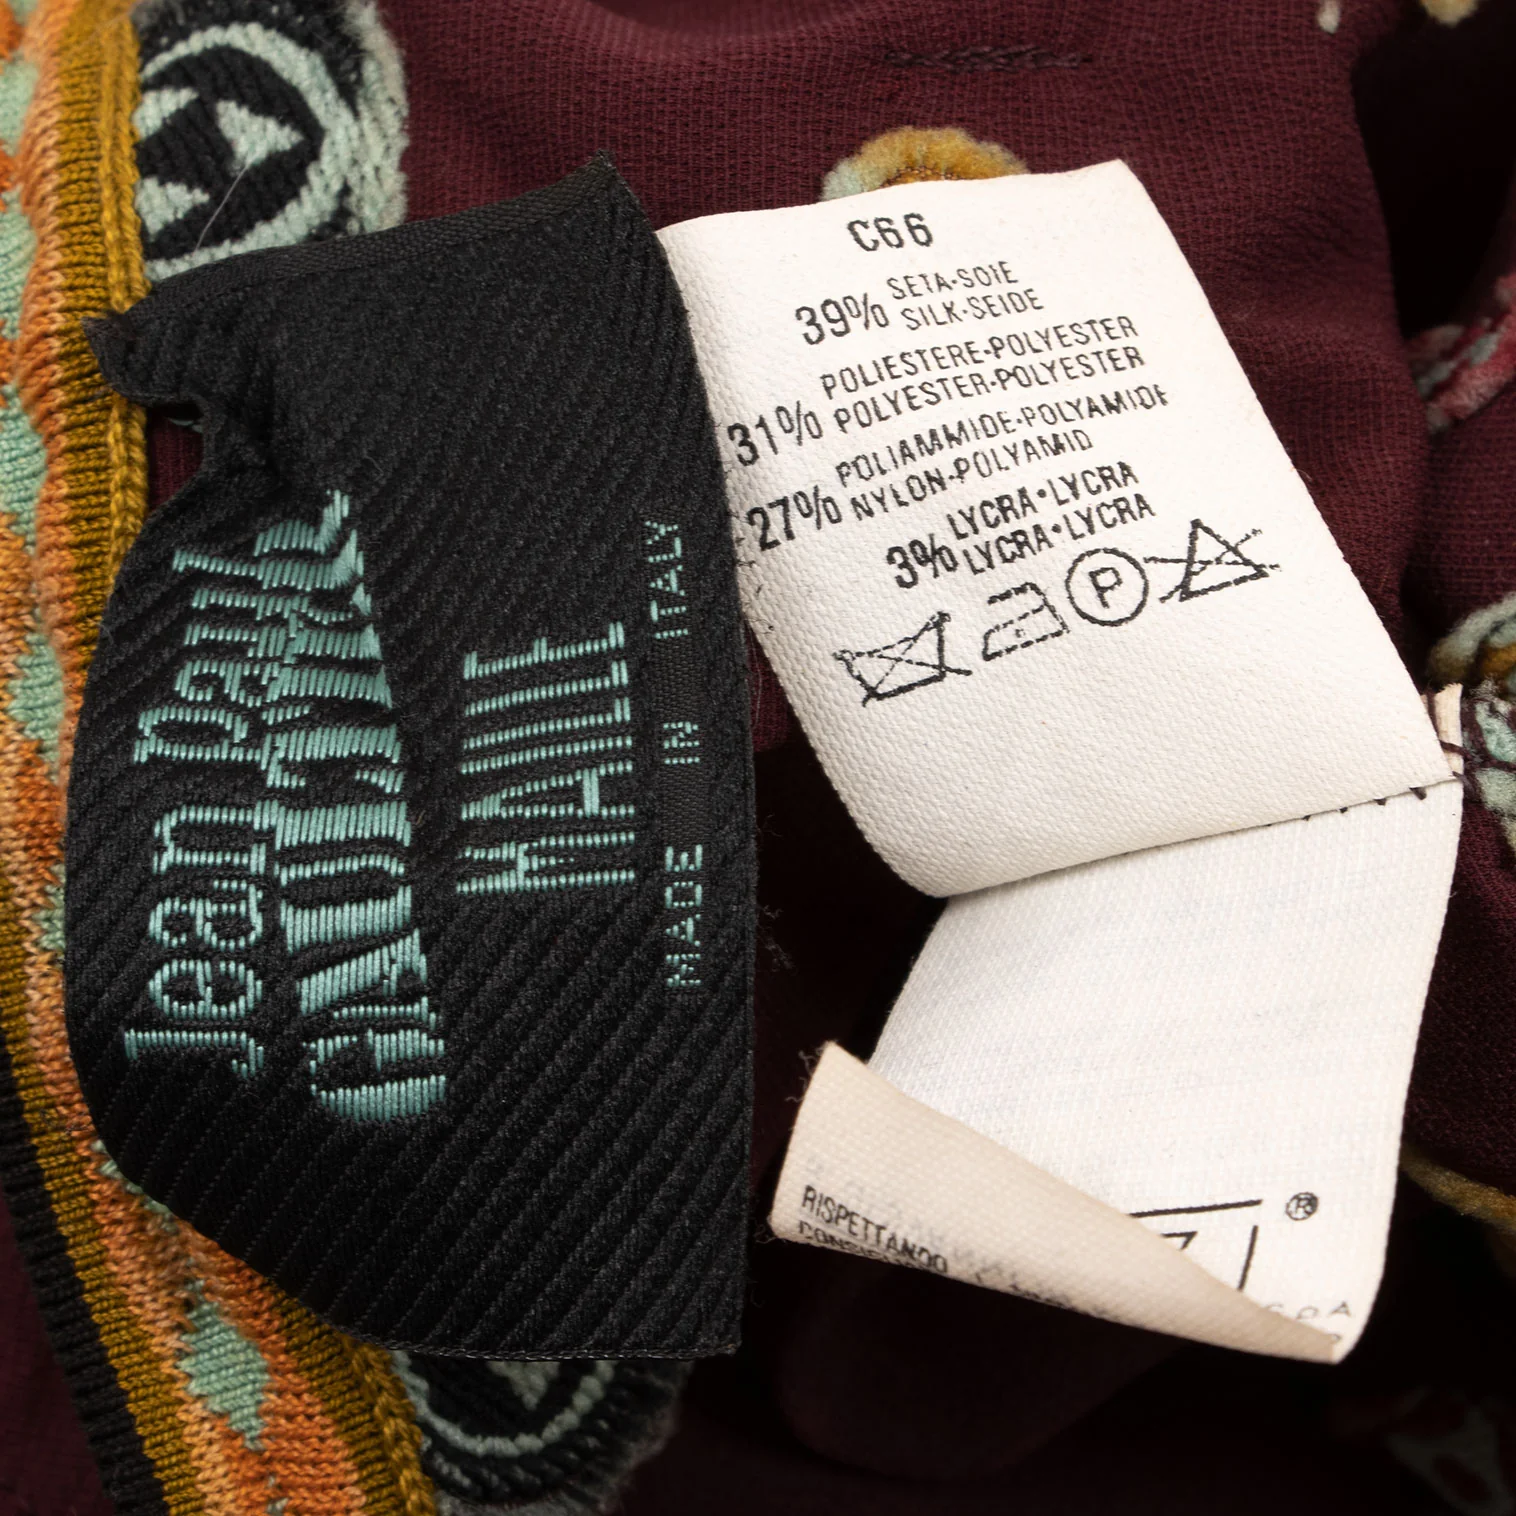 Jean Paul
GAULTIER
MAILLE
MADE IN ITALY
C66
39% SETA·SOIE
SILK·SEIDE
POLIESTERE·POLYESTER
31% POLYESTER·POLYESTER
POLIAMMIDE·POLYAMIDE
27% NYLON·POLYAMID
LYCRA·LYCRA
3% LYCRA·LYCRA
P
RISPETTANDO
®